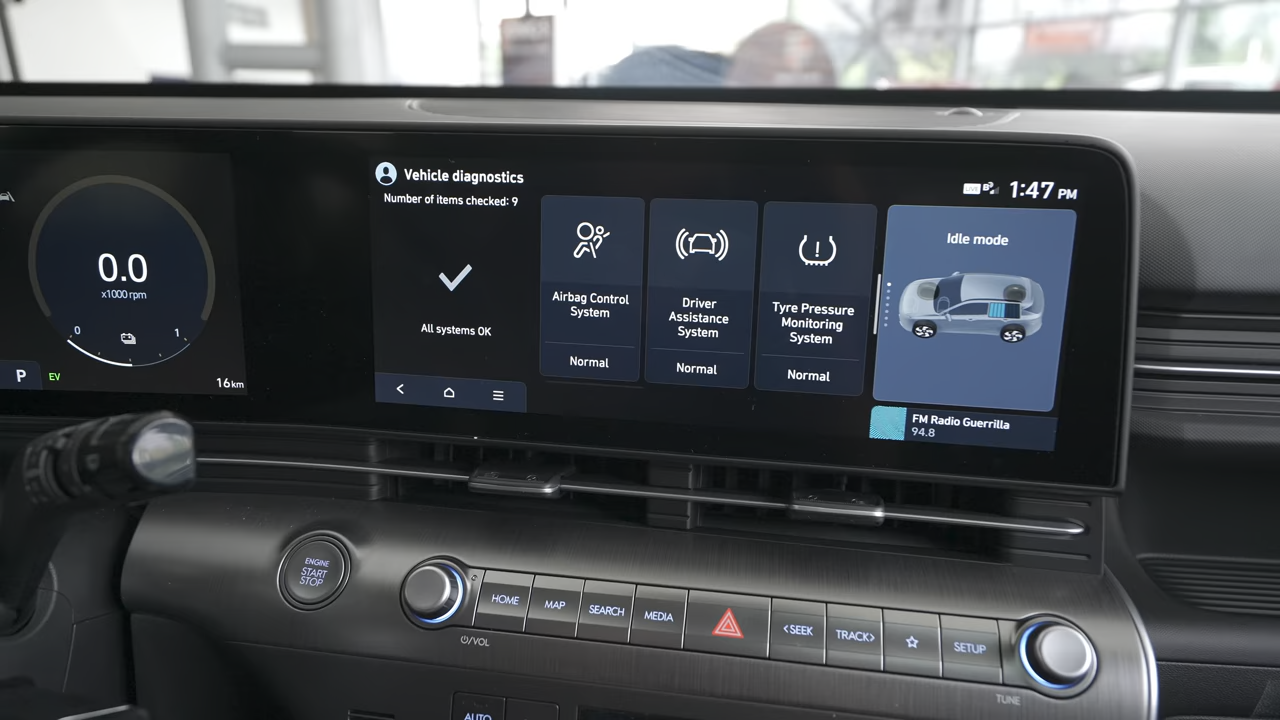 0.0
x1000 rpm
0
1
P
EV
16km
Vehicle diagnostics
Number of items checked: 9
All systems OK
Airbag Control
System
Normal
Driver
Assistance
System
Normal
Tyre Pressure
Monitoring
System
Normal
LIVE
1:47 PM
Idle mode
FM Radio Guerrilla
94.8
ENGINE
START
STOP
VOL
HOME
MAP
SEARCH
MEDIA
<SEEK
TRACK>
SETUP
TUNE
AUTO